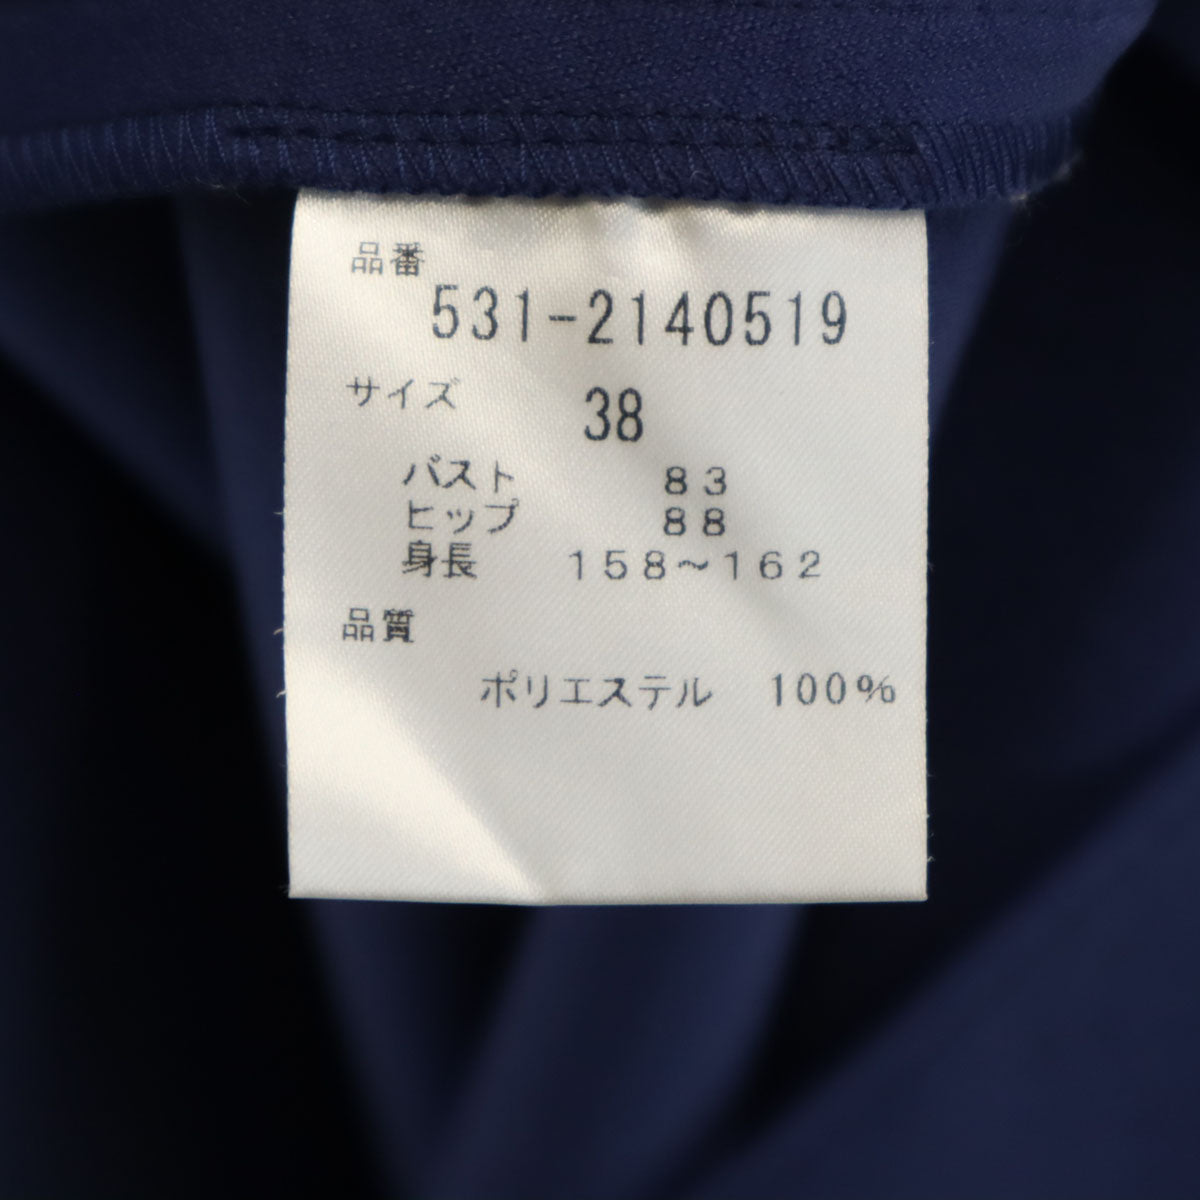 品番
531-2140519
サイズ 38
バスト 83
ヒップ 88
身長 158～162
品質
ポリエステル 100%